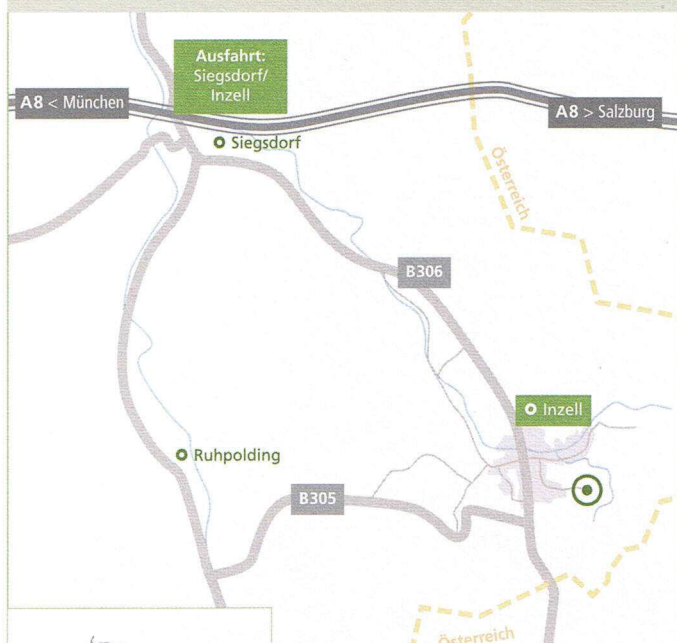 Ausfahrt:
Siegsdorf/
Inzell
A8 < München
A8 > Salzburg
Siegsdorf
Österreich
B306
Inzell
Ruhpolding
B305
Österreich